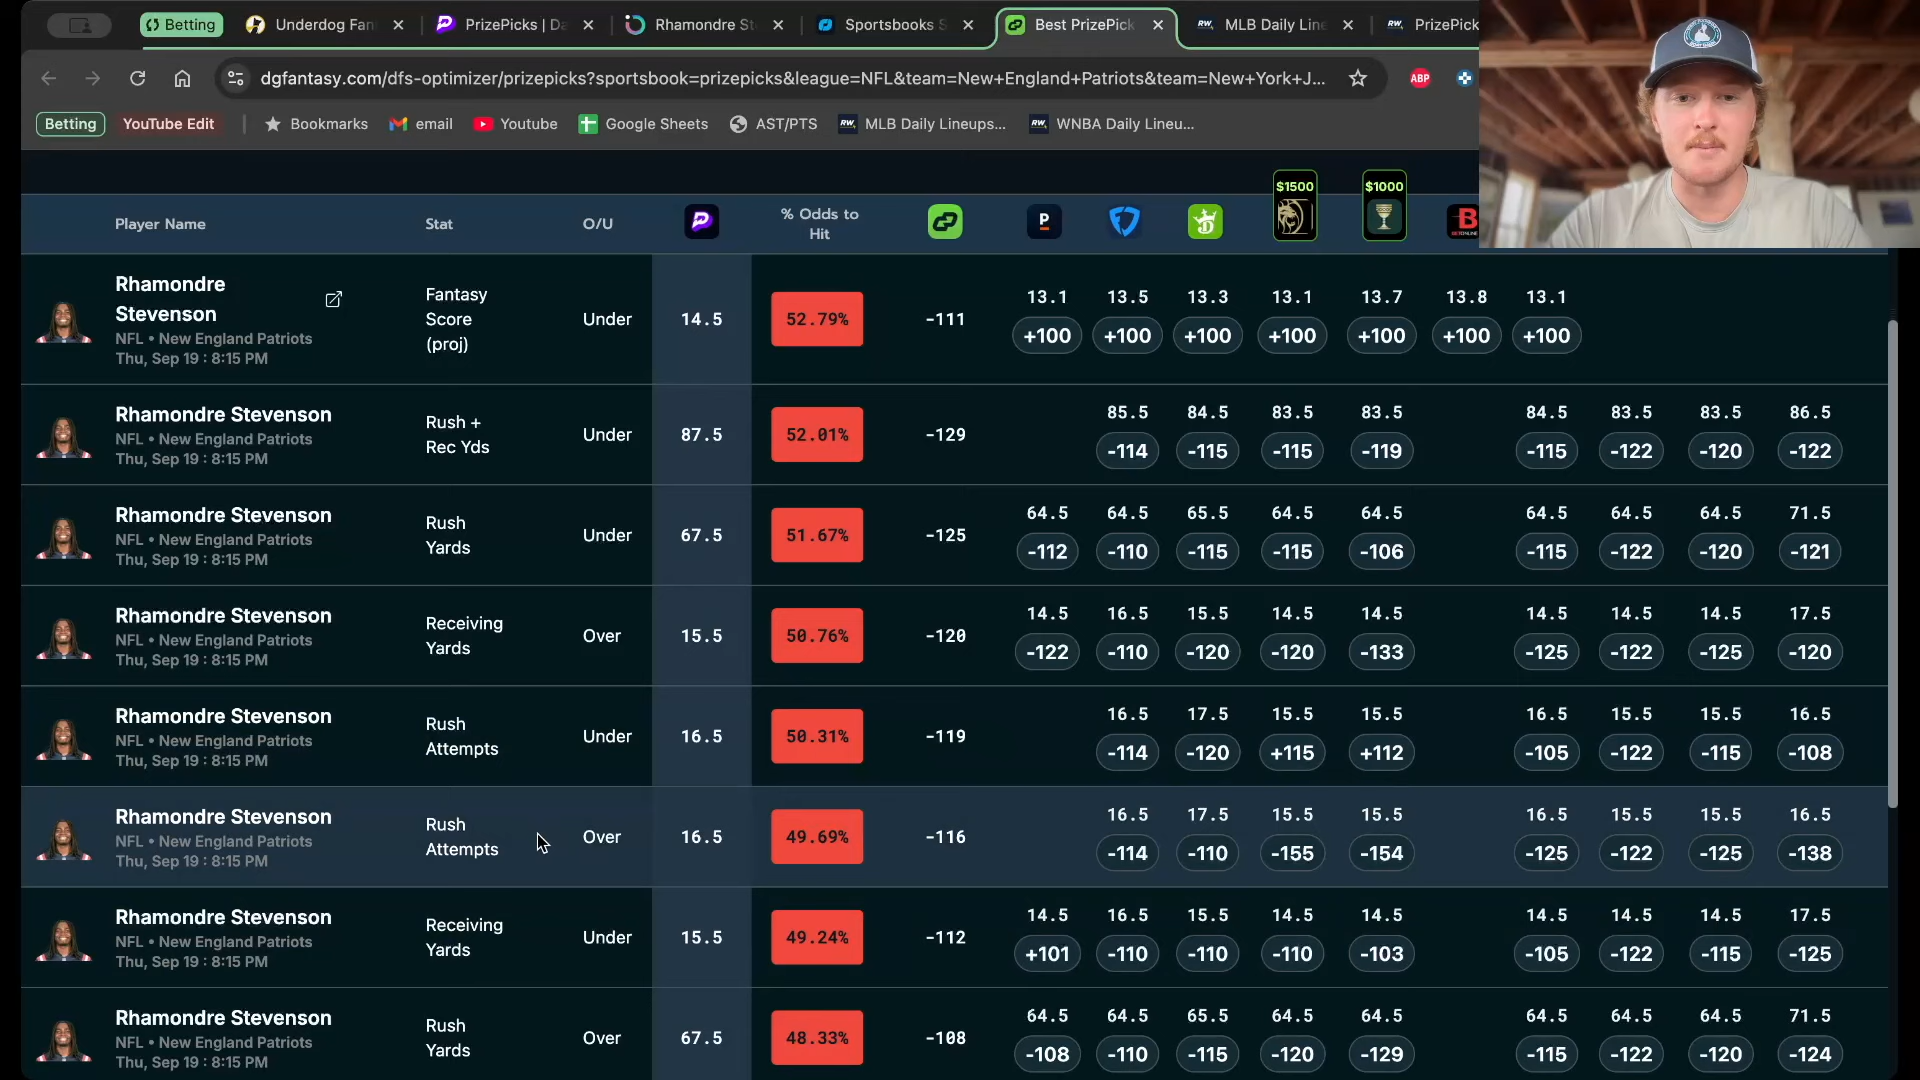 Betting
Underdog Fan
PrizePicks | Da
Rhamondre St
Sportsbooks S
Best PrizePick
MLB Daily Line
PrizePick
dgfantasy.com/dfs-optimizer/prizepicks?sportsbook=prizepicks&league=NFL&team=New+England+Patriots&team=New+York+J...
ABP
Betting
YouTube Edit
Bookmarks
email
Youtube
Google Sheets
AST/PTS
RW MLB Daily Lineups...
RW WNBA Daily Lineu...
Player Name
Stat
O/U
% Odds to
Hit
$1500
$1000
Rhamondre
Stevenson
NFL • New England Patriots
Thu, Sep 19 : 8:15 PM
Fantasy
Score
(proj)
Under
14.5
52.79%
-111
13.1 13.5 13.3 13.1 13.7 13.8 13.1
+100 +100 +100 +100 +100 +100 +100
Rhamondre Stevenson
NFL • New England Patriots
Thu, Sep 19 : 8:15 PM
Rush +
Rec Yds
Under
87.5
52.01%
-129
85.5 84.5 83.5 83.5 84.5 83.5 83.5 86.5
-114 -115 -115 -119 -115 -122 -120 -122
Rhamondre Stevenson
NFL • New England Patriots
Thu, Sep 19 : 8:15 PM
Rush
Yards
Under
67.5
51.67%
-125
64.5 64.5 65.5 64.5 64.5 64.5 64.5 64.5 71.5
-112 -110 -115 -115 -106 -115 -122 -120 -121
Rhamondre Stevenson
NFL • New England Patriots
Thu, Sep 19 : 8:15 PM
Receiving
Yards
Over
15.5
50.76%
-120
14.5 16.5 15.5 14.5 14.5 14.5 14.5 14.5 17.5
-122 -110 -120 -120 -133 -125 -122 -125 -120
Rhamondre Stevenson
NFL • New England Patriots
Thu, Sep 19 : 8:15 PM
Rush
Attempts
Under
16.5
50.31%
-119
16.5 17.5 15.5 15.5 16.5 15.5 15.5 16.5
-114 -120 +115 +112 -105 -122 -115 -108
Rhamondre Stevenson
NFL • New England Patriots
Thu, Sep 19 : 8:15 PM
Rush
Attempts
Over
16.5
49.69%
-116
16.5 17.5 15.5 15.5 16.5 15.5 15.5 16.5
-114 -110 -155 -154 -125 -122 -125 -138
Rhamondre Stevenson
NFL • New England Patriots
Thu, Sep 19 : 8:15 PM
Receiving
Yards
Under
15.5
49.24%
-112
14.5 16.5 15.5 14.5 14.5 14.5 14.5 14.5 17.5
+101 -110 -110 -110 -103 -105 -122 -115 -125
Rhamondre Stevenson
NFL • New England Patriots
Thu, Sep 19 : 8:15 PM
Rush
Yards
Over
67.5
48.33%
-108
64.5 64.5 65.5 64.5 64.5 64.5 64.5 64.5 71.5
-108 -110 -115 -120 -129 -115 -122 -120 -124